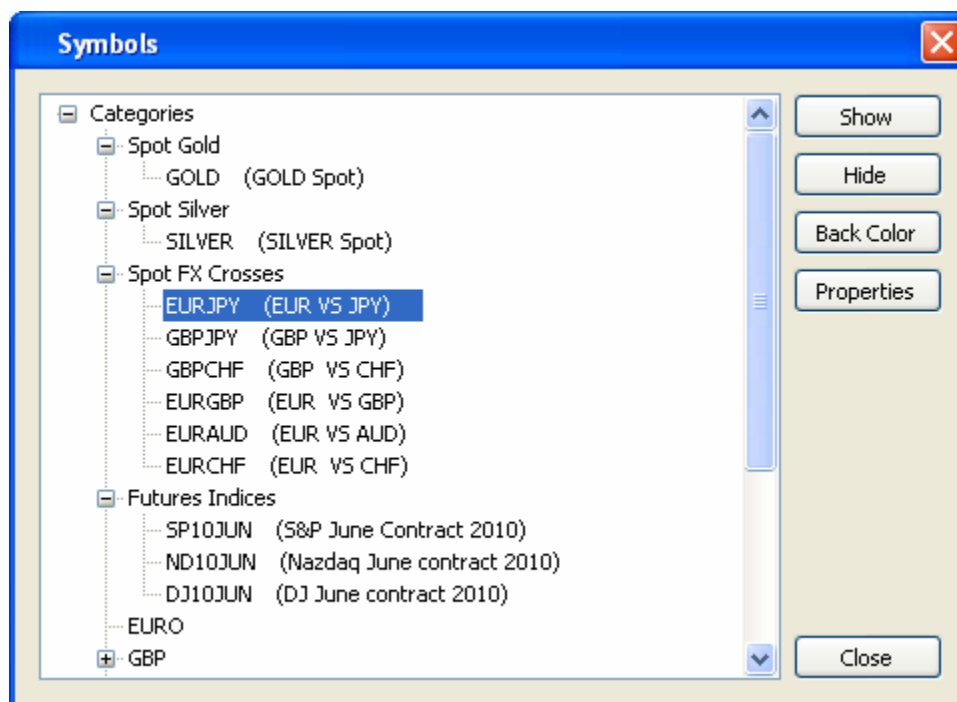 Symbols
Categories
Spot Gold
GOLD (GOLD Spot)
Spot Silver
SILVER (SILVER Spot)
Spot FX Crosses
EURJPY (EUR VS JPY)
GBPJPY (GBP VS JPY)
GBPCHF (GBP VS CHF)
EURGBP (EUR VS GBP)
EURAUD (EUR VS AUD)
EURCHF (EUR VS CHF)
Futures Indices
SP10JUN (S&P June Contract 2010)
ND10JUN (Nazdaq June contract 2010)
DJ10JUN (DJ June contract 2010)
EURO
GBP
Show
Hide
Back Color
Properties
Close